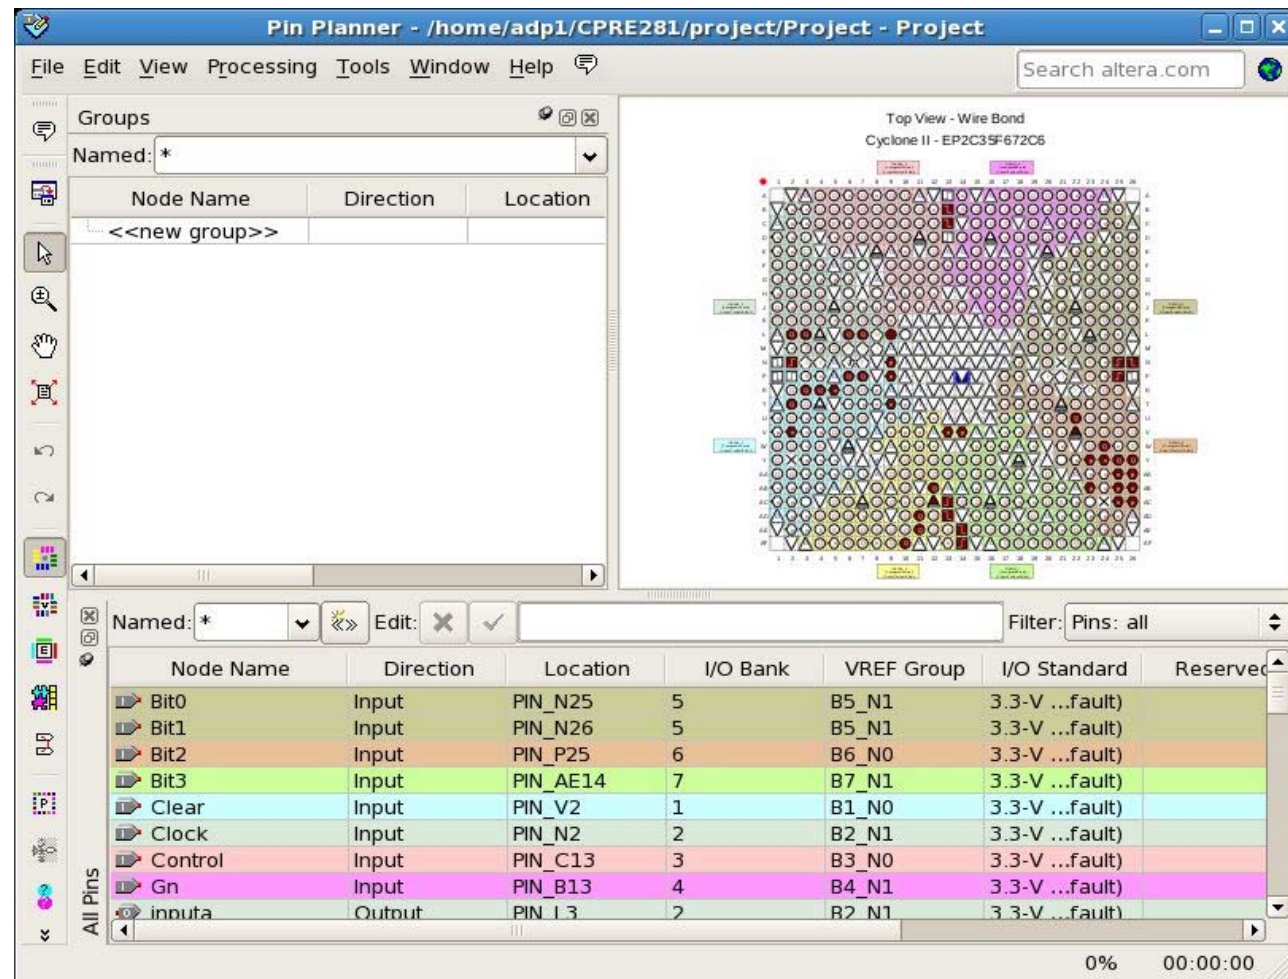 Pin Planner - /home/adp1/CPRE281/project/Project - Project
File Edit View Processing Tools Window Help
Search altera.com
Groups
Named: *
Node Name Direction Location
<<new group>>
Top View - Wire Bond
Cyclone II - EP2C35F672C6
Named: * Edit: Filter: Pins: all
Node Name Direction Location I/O Bank VREF Group I/O Standard Reserved
Bit0 Input PIN_N25 5 B5_N1 3.3-V ...fault)
Bit1 Input PIN_N26 5 B5_N1 3.3-V ...fault)
Bit2 Input PIN_P25 6 B6_N0 3.3-V ...fault)
Bit3 Input PIN_AE14 7 B7_N1 3.3-V ...fault)
Clear Input PIN_V2 1 B1_N0 3.3-V ...fault)
Clock Input PIN_N2 2 B2_N1 3.3-V ...fault)
Control Input PIN_C13 3 B3_N0 3.3-V ...fault)
Gn Input PIN_B13 4 B4_N1 3.3-V ...fault)
inputa Output PIN_L3 2 B2_N1 3.3-V ...fault)
All Pins
0% 00:00:00